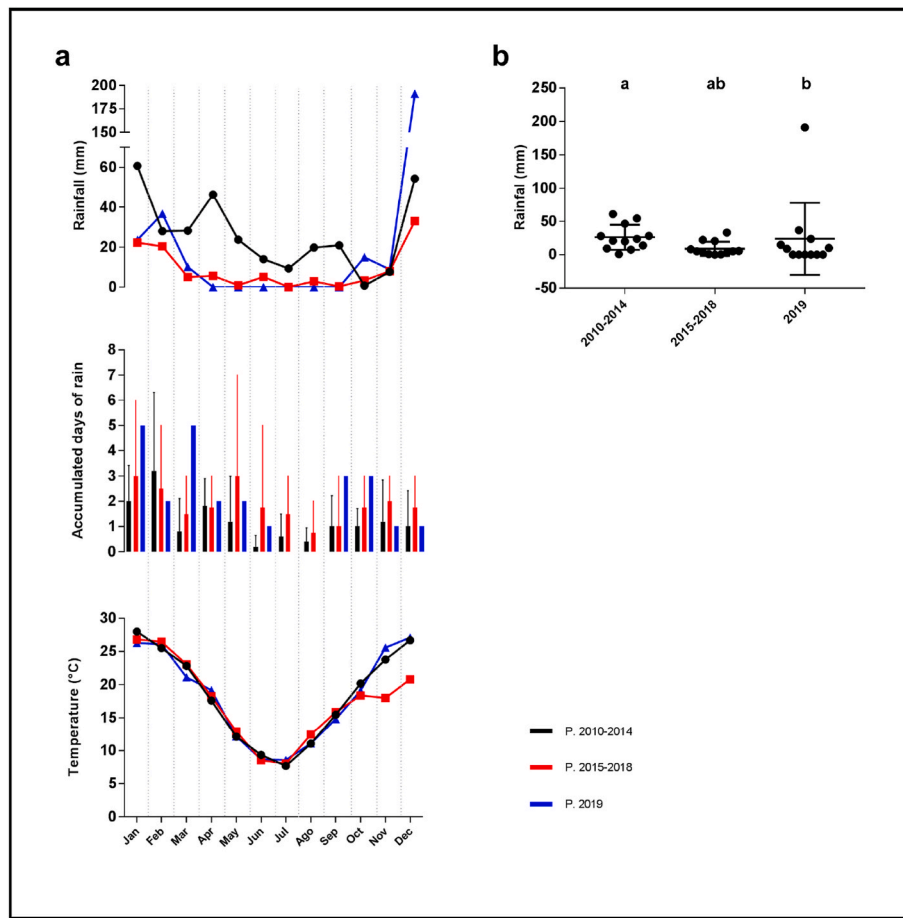 a
Rainfall (mm)
200
175
150
60
40
20
0
Accumulated days of rain
8
7
6
5
4
3
2
1
0
Temperature (°C)
30
25
20
15
10
5
0
Jan Feb Mar Apr May Jun Jul Ago Sep Oct Nov Dec
b
a ab b
Rainfal (mm)
250
200
150
100
50
0
-50
2010-2014 2015-2018 2019
P. 2010-2014
P. 2015-2018
P. 2019